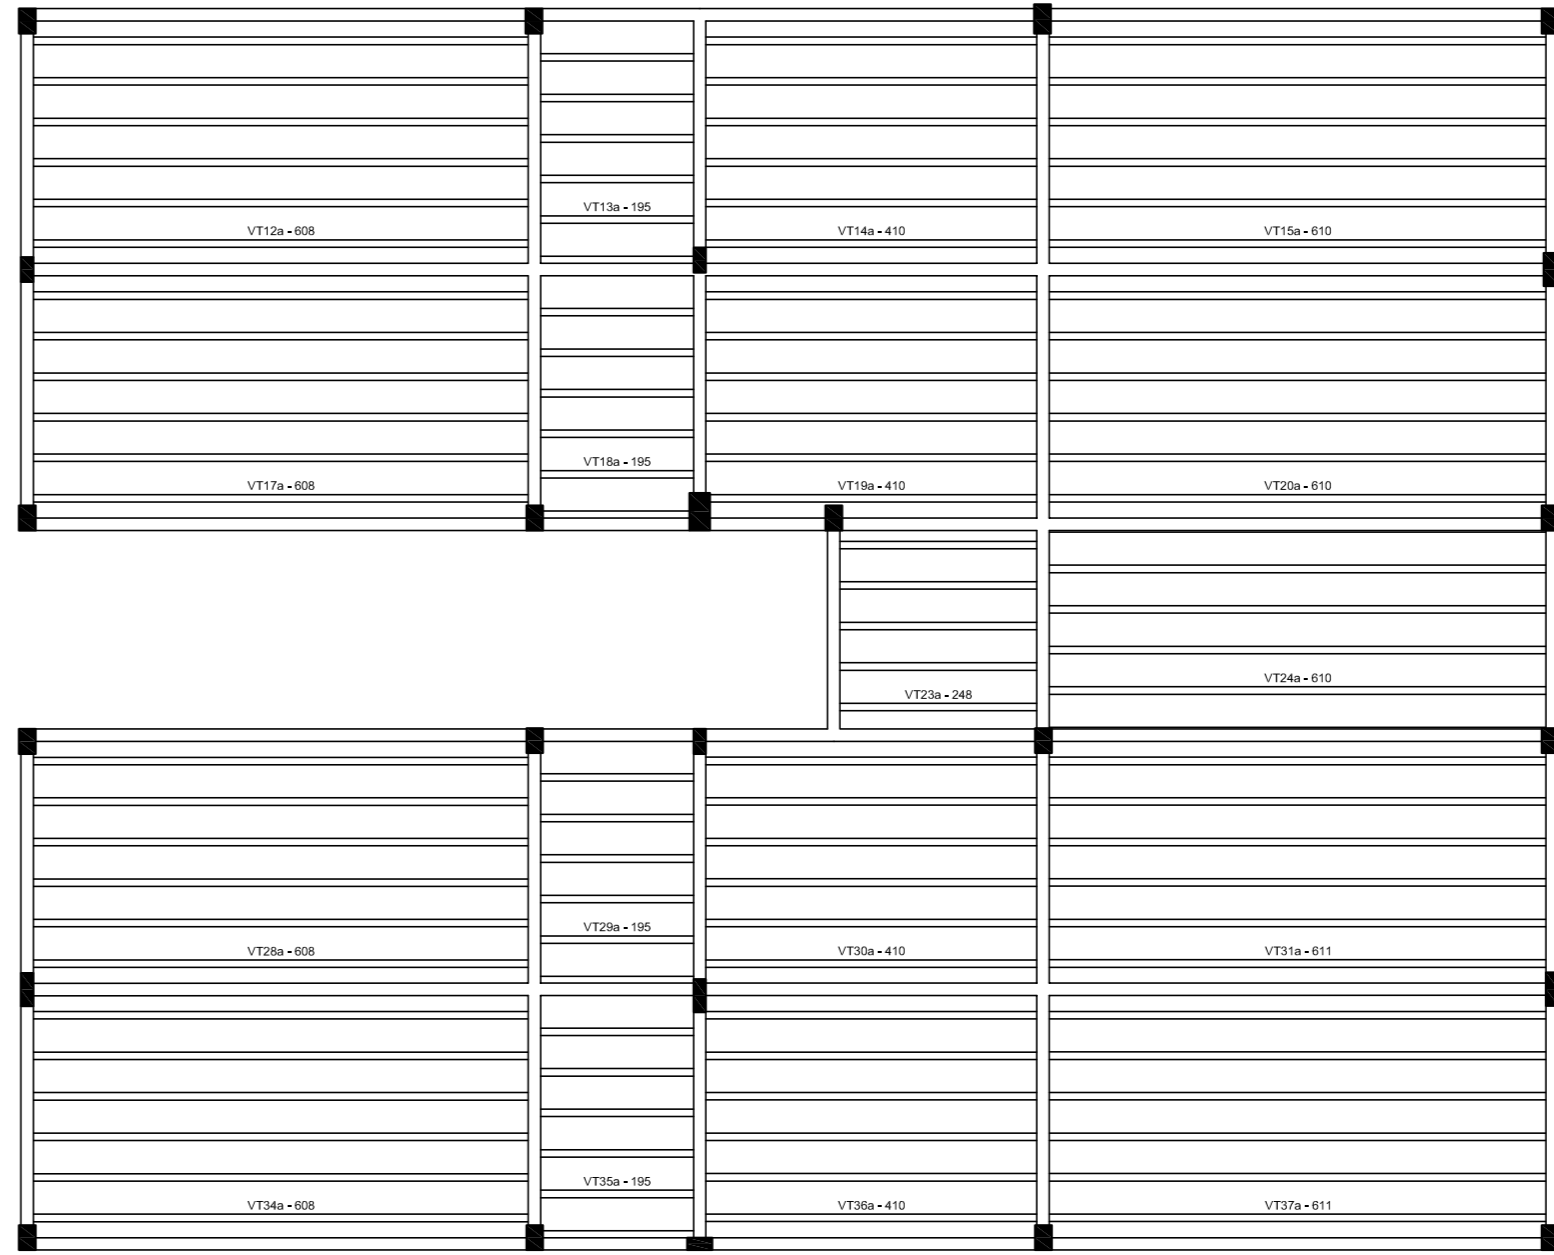 VT13a - 195
VT12a - 608
VT14a - 410
VT15a - 610
VT18a - 195
VT17a - 608
VT19a - 410
VT20a - 610
VT24a - 610
VT23a - 248
VT29a - 195
VT28a - 608
VT30a - 410
VT31a - 611
VT35a - 195
VT34a - 608
VT36a - 410
VT37a - 611